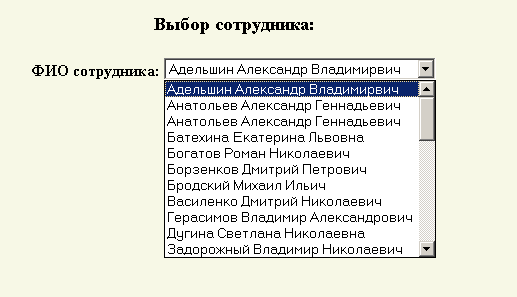 Выбор сотрудника:
ФИО сотрудника: Адельшин Александр Владимирвич
Адельшин Александр Владимирвич
Анатольев Александр Геннадьевич
Анатольев Александр Геннадьевич
Батехина Екатерина Львовна
Богатов Роман Николаевич
Борзенков Дмитрий Петрович
Бродский Михаил Ильич
Василенко Дмитрий Николаевич
Герасимов Владимир Александрович
Дугина Светлана Николаевна
Задорожный Владимир Николаевич